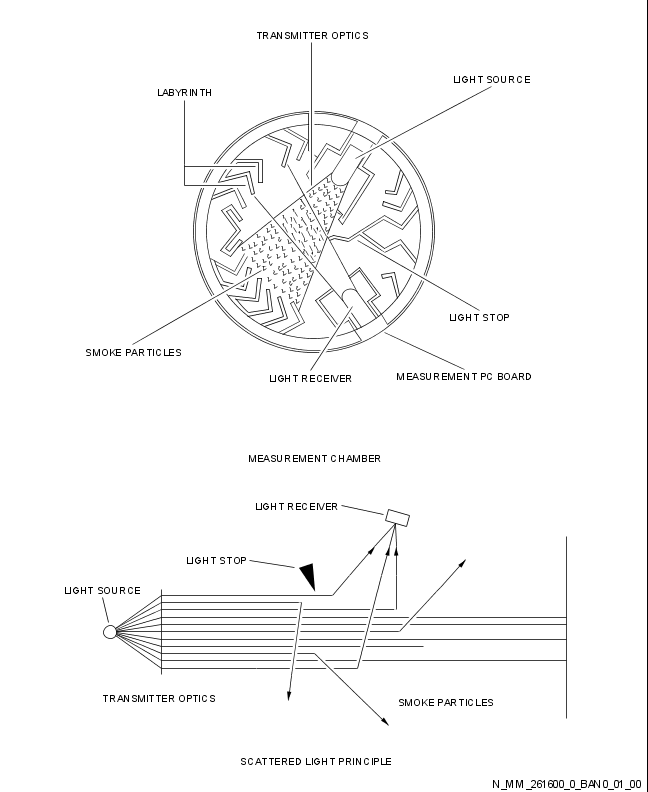 TRANSMITTER OPTICS
LIGHT SOURCE
LABYRINTH
LIGHT STOP
SMOKE PARTICLES
LIGHT RECEIVER
MEASUREMENT PC BOARD
MEASUREMENT CHAMBER
LIGHT RECEIVER
LIGHT STOP
LIGHT SOURCE
TRANSMITTER OPTICS
SMOKE PARTICLES
SCATTERED LIGHT PRINCIPLE
N_MM_261600_0_BAN0_01_00